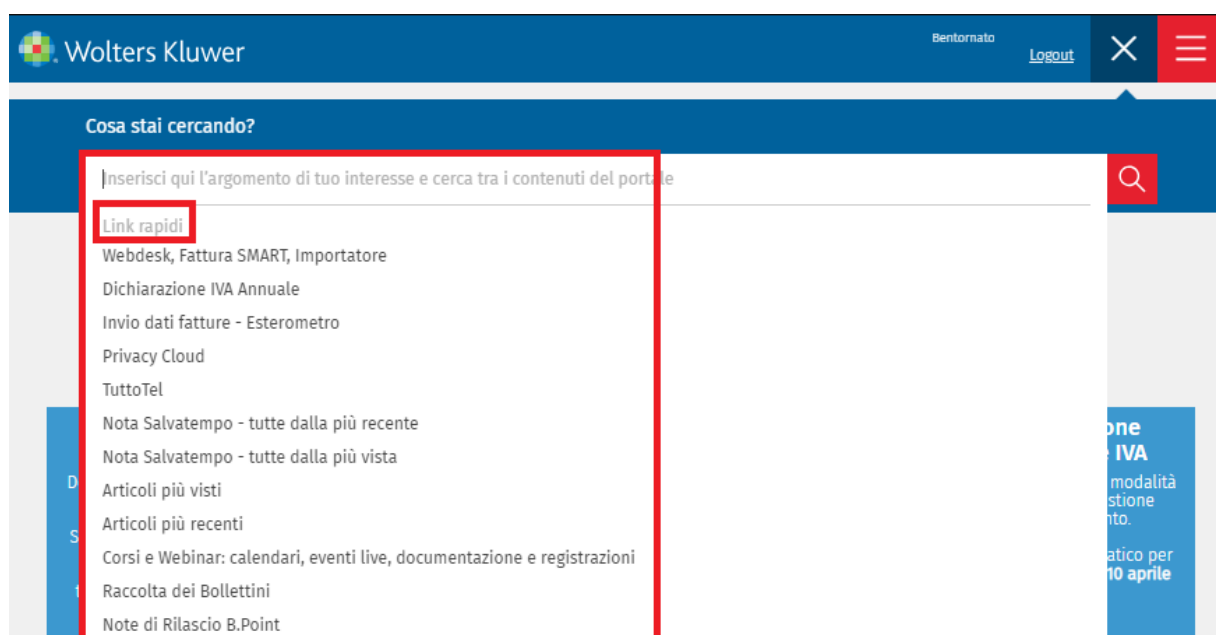 Wolters Kluwer
Bentornato
Logout
Cosa stai cercando?
Inserisci qui l'argomento di tuo interesse e cerca tra i contenuti del portale
Link rapidi
Webdesk, Fattura SMART, Importatore
Dichiarazione IVA Annuale
Invio dati fatture - Esterometro
Privacy Cloud
TuttoTel
Nota Salvatempo - tutte dalla più recente
Nota Salvatempo - tutte dalla più vista
Articoli più visti
Articoli più recenti
Corsi e Webinar: calendari, eventi live, documentazione e registrazioni
Raccolta dei Bollettini
Note di Rilascio B.Point
one
IVA
modalità
stione
nto.
atico per
10 aprile